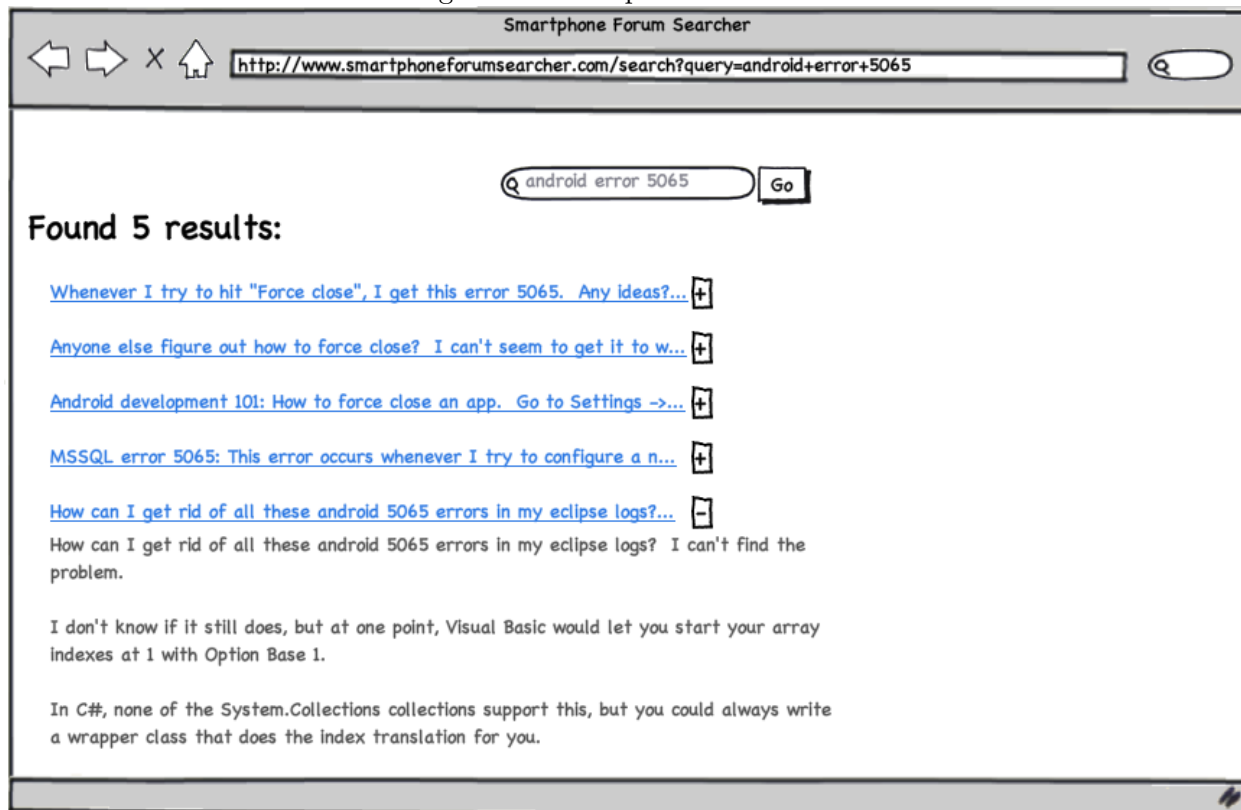 Smartphone Forum Searcher
http://www.smartphoneforumsearcher.com/search?query=android+error+5065
android error 5065
Go
Found 5 results:
Whenever I try to hit "Force close", I get this error 5065.  Any ideas?...
+
Anyone else figure out how to force close?  I can't seem to get it to w...
+
Android development 101: How to force close an app.  Go to Settings ->...
+
MSSQL error 5065: This error occurs whenever I try to configure a n...
+
How can I get rid of all these android 5065 errors in my eclipse logs?...
-
How can I get rid of all these android 5065 errors in my eclipse logs?  I can't find the
problem.
I don't know if it still does, but at one point, Visual Basic would let you start your array
indexes at 1 with Option Base 1.
In C#, none of the System.Collections collections support this, but you could always write
a wrapper class that does the index translation for you.